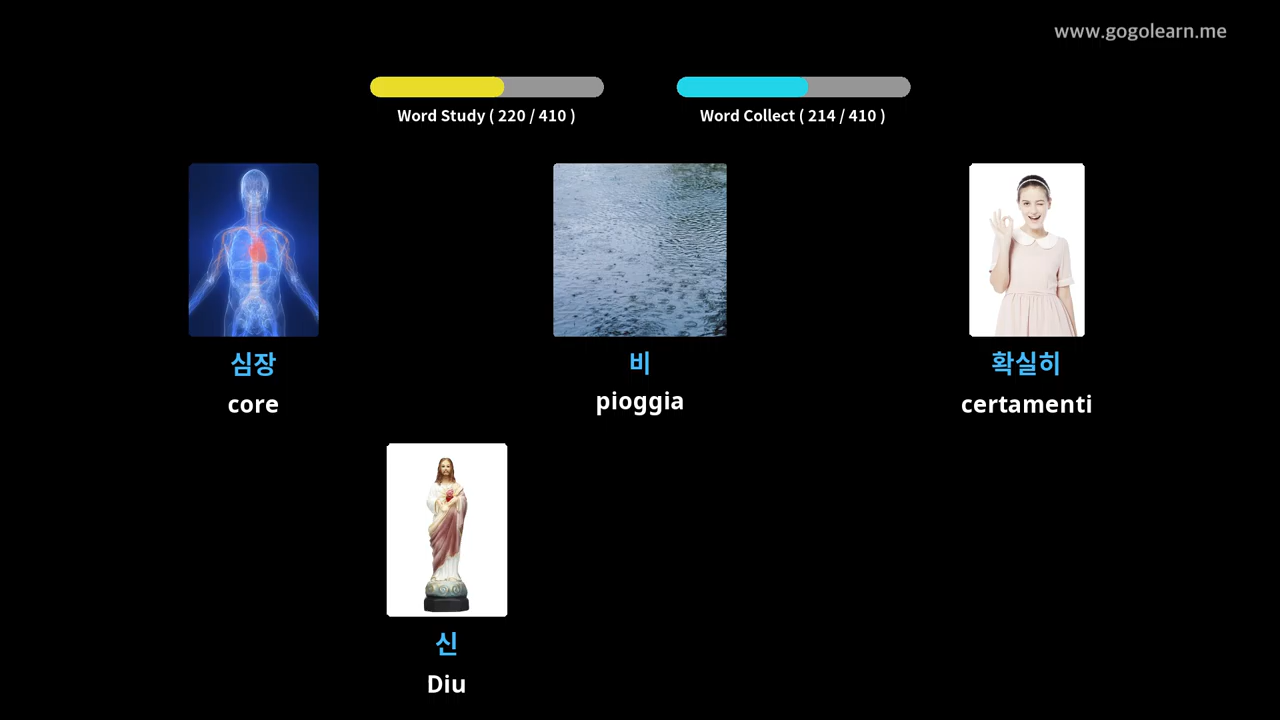 www.gogolearn.me
Word Study ( 220 / 410 )
Word Collect ( 214 / 410 )
심장
core
비
pioggia
확실히
certamenti
신
Diu